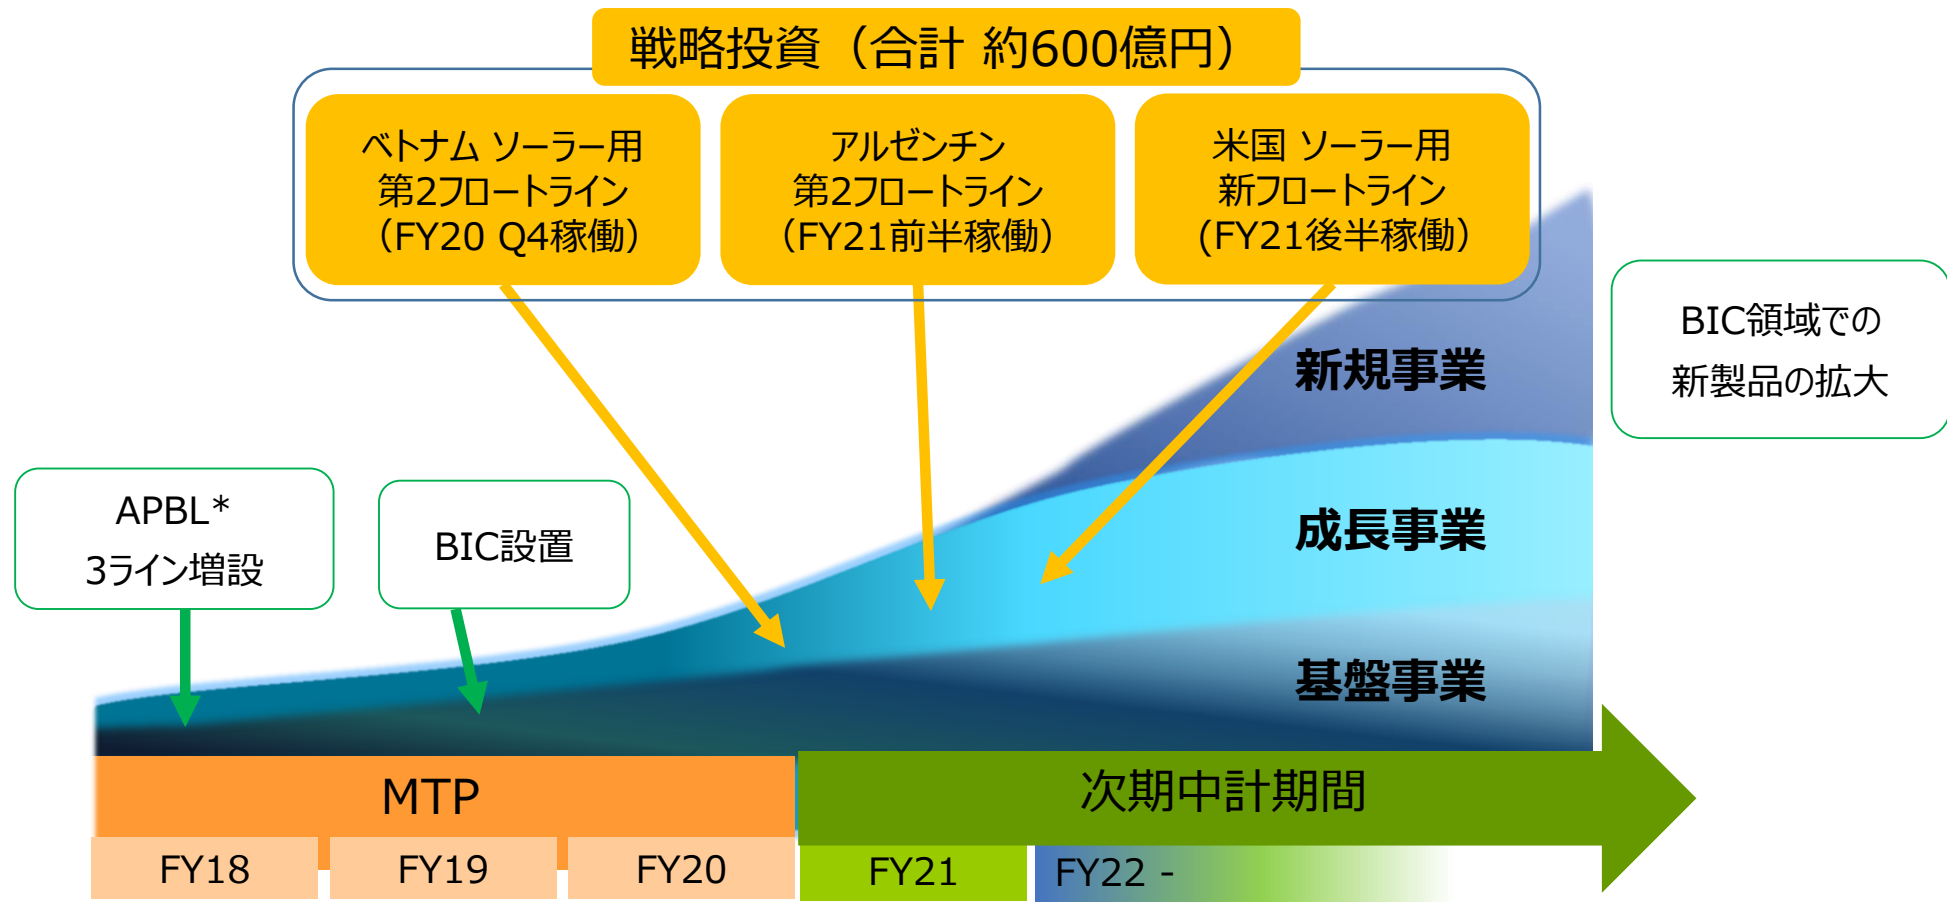 戦略投資（合計 約600億円）
ベトナム ソーラー用
第2フロートライン
（FY20 Q4稼働）
アルゼンチン
第2フロートライン
（FY21前半稼働）
米国 ソーラー用
新フロートライン
(FY21後半稼働）
BIC領域での
新製品の拡大
新規事業
APBL*
3ライン増設
BIC設置
成長事業
基盤事業
MTP
次期中計期間
FY18
FY19
FY20
FY21
FY22 -